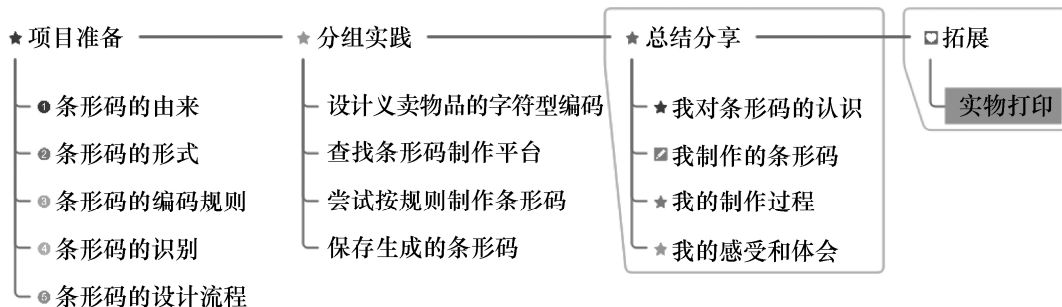 项目准备
❶条形码的由来
❷条形码的形式
❸条形码的编码规则
❹条形码的识别
❺条形码的设计流程
分组实践
设计义卖物品的字符型编码
查找条形码制作平台
尝试按规则制作条形码
保存生成的条形码
总结分享
我对条形码的认识
我制作的条形码
我的制作过程
我的感受和体会
拓展
实物打印